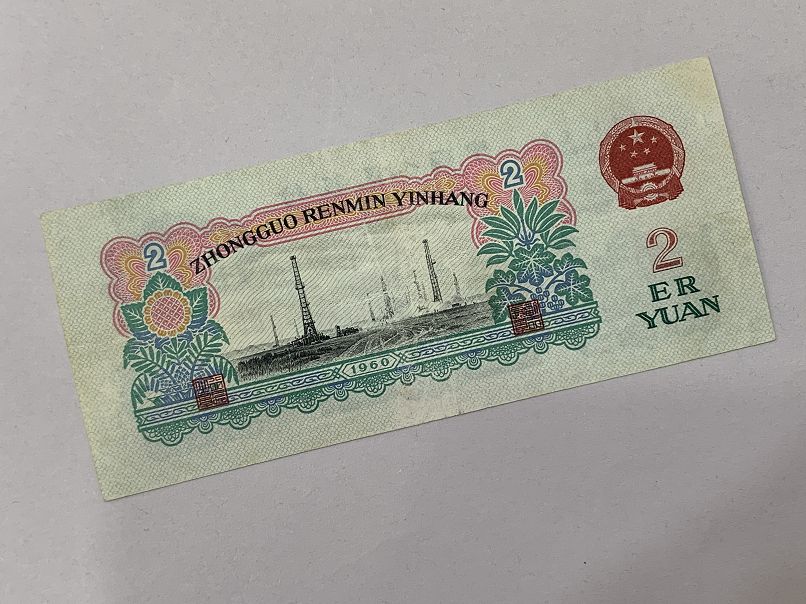 2
2
ZHONGGUO RENMIN YINHANG
1960
2
ER
YUAN